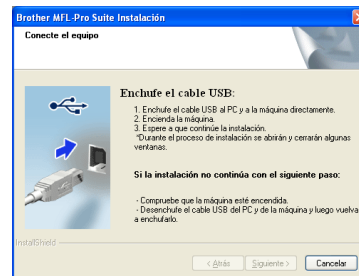 Brother MFL-Pro Suite Instalación
Conecte el equipo
Enchufe el cable USB:
1. Enchufe el cable USB al PC y a la máquina directamente.
2. Encienda la máquina.
3. Espere a que continúe la instalación.
*Durante el proceso de instalación se abrirán y cerrarán algunas
ventanas.
Si la instalación no continúa con el siguiente paso:
- Compruebe que la máquina esté encendida.
- Desenchufe el cable USB del PC y de la máquina y luego vuelva
a enchufarlo.
InstallShield
< Atrás
Siguiente >
Cancelar